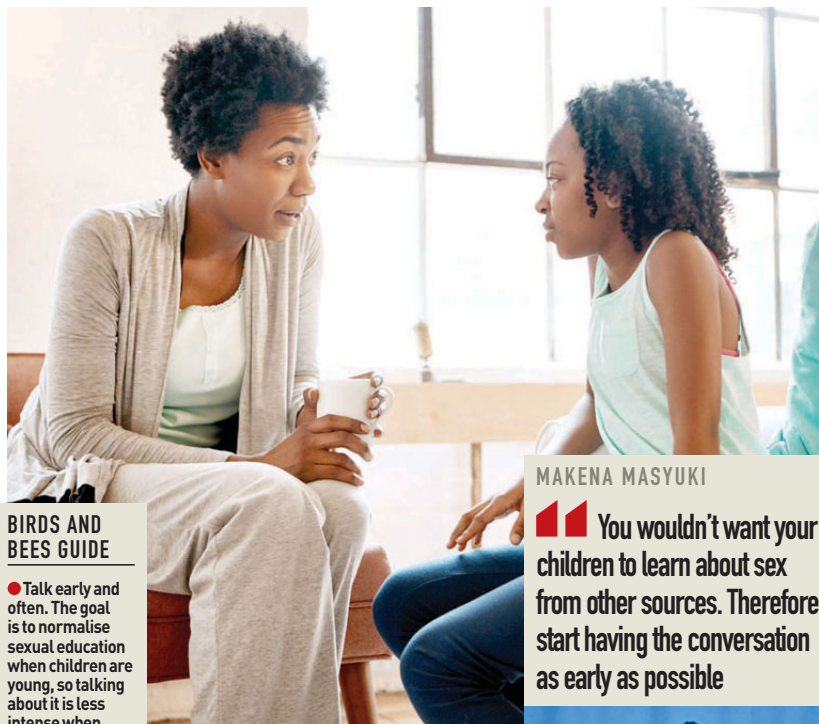 BIRDS AND
BEES GUIDE
Talk early and
often. The goal
is to normalise
sexual education
when children are
young, so talking
about it is less
intense when
MAKENA MASYUKI
You wouldn't want your
children to learn about sex
from other sources. Therefore
start having the conversation
as early as possible